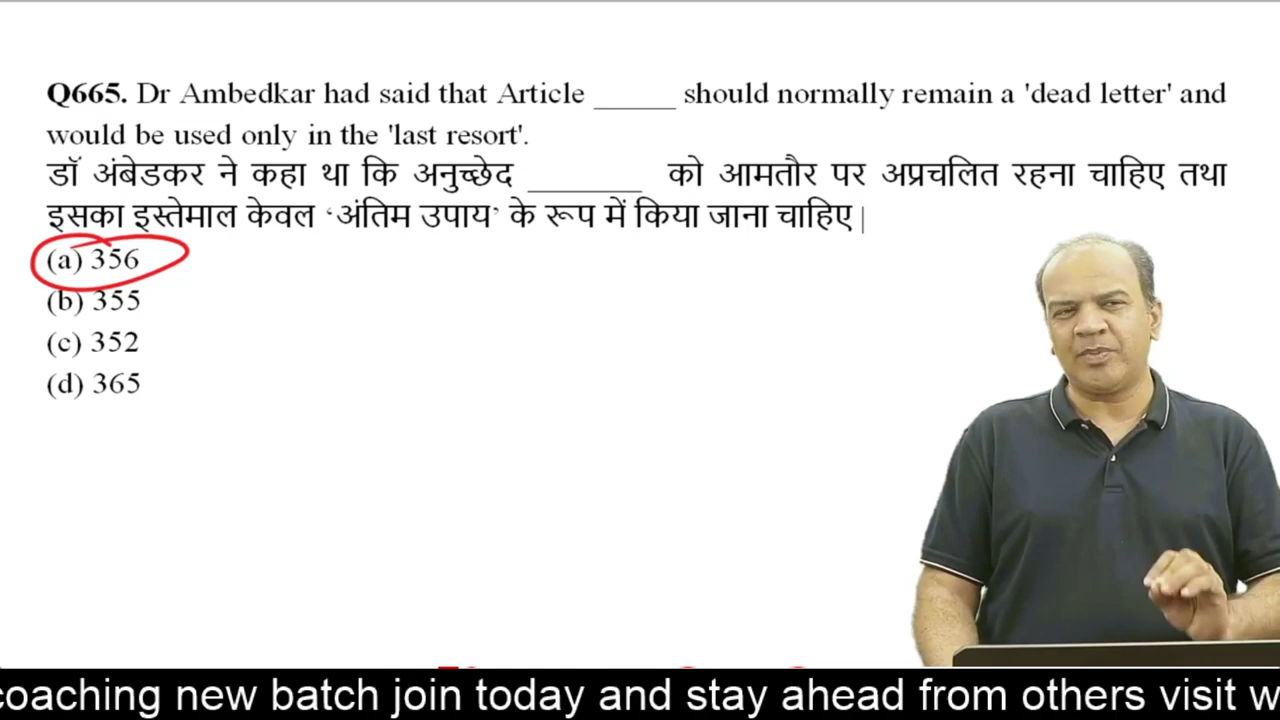 Q665. Dr Ambedkar had said that Article ______ should normally remain a 'dead letter' and
would be used only in the 'last resort'.
डॉ अंबेडकर ने कहा था कि अनुच्छेद ________ को आमतौर पर अप्रचलित रहना चाहिए तथा
इसका इस्तेमाल केवल ‘अंतिम उपाय’ के रूप में किया जाना चाहिए |
(a) 356
(b) 355
(c) 352
(d) 365
coaching new batch join today and stay ahead from others visit w